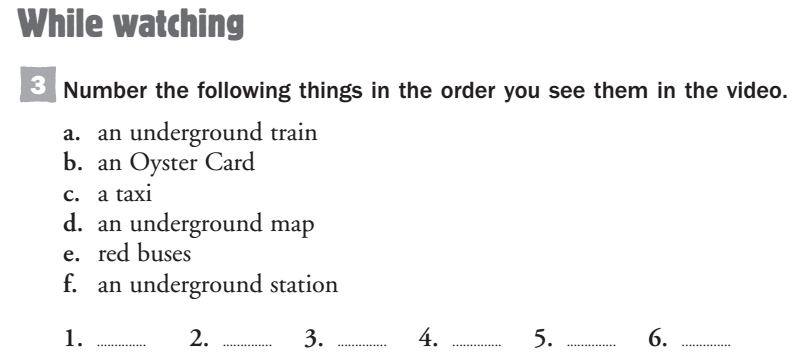 While watching
3 Number the following things in the order you see them in the video.
a. an underground train
b. an Oyster Card
c. a taxi
d. an underground map
e. red buses
f. an underground station
1. .............. 2. .............. 3. .............. 4. .............. 5. .............. 6. ..............